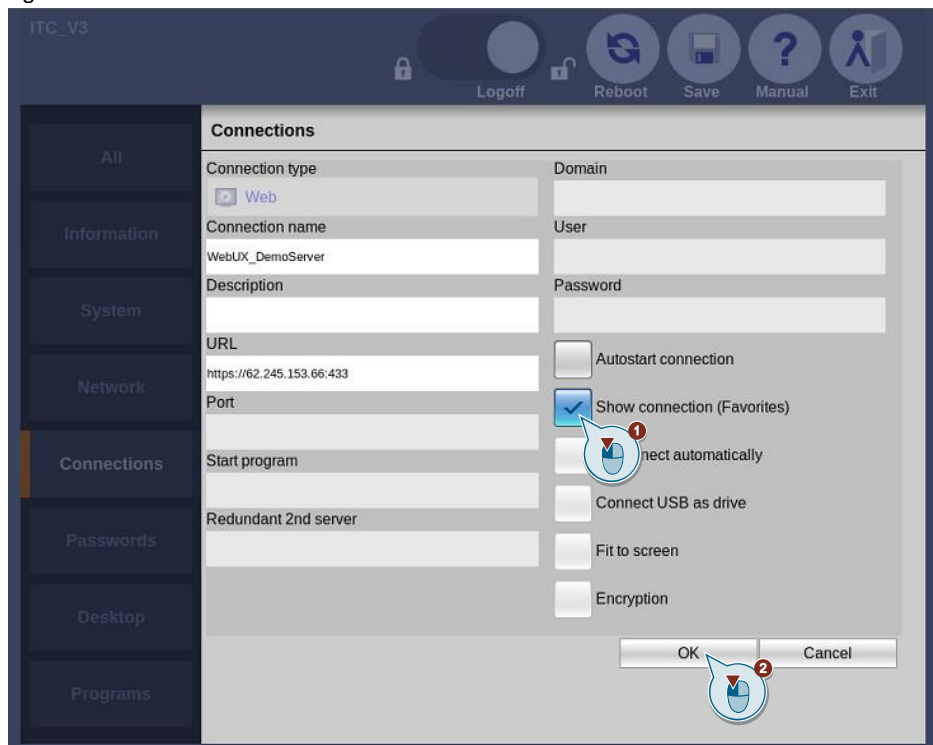 ITC_V3
Logoff
Reboot
Save
Manual
Exit
All
Information
System
Network
Connections
Passwords
Desktop
Programs
Connections
Connection type
Web
Connection name
WebUX_DemoServer
Description
URL
https://62.245.153.66:433
Port
Start program
Redundant 2nd server
Domain
User
Password
Autostart connection
Show connection (Favorites)
1
automatically
Connect USB as drive
Fit to screen
Encryption
OK
Cancel
2